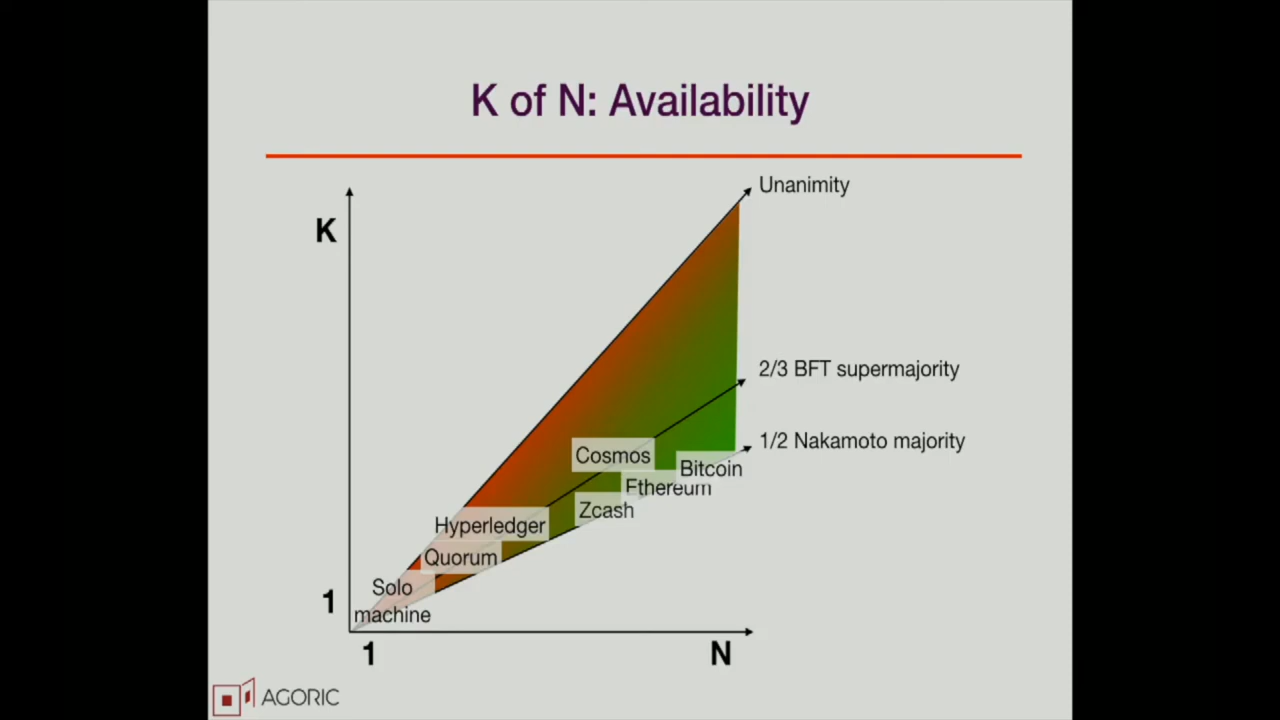 K of N: Availability
Unanimity
K
2/3 BFT supermajority
1/2 Nakamoto majority
Cosmos
Bitcoin
Ethereum
Zcash
Hyperledger
Quorum
Solo
machine
1
1
N
AGORIC